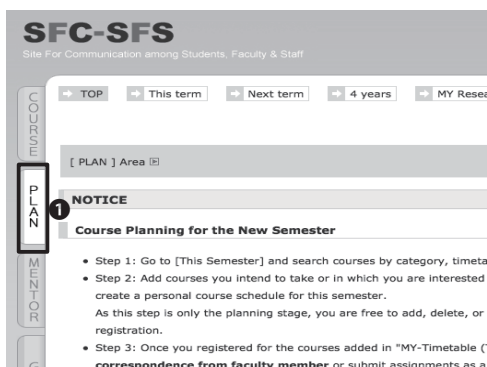 SFC-SFS
Site For Communication among Students, Faculty & Staff
TOP This term Next term 4 years MY Resea
COURSE
[ PLAN ] Area
PLAN
1
NOTICE
Course Planning for the New Semester
MENTOR
• Step 1: Go to [This Semester] and search courses by category, timeta
• Step 2: Add courses you intend to take or in which you are interested
create a personal course schedule for this semester.
As this step is only the planning stage, you are free to add, delete, or
registration.
• Step 3: Once you registered for the courses added in "MY-Timetable (
correspondence from faculty member or submit assignments as a